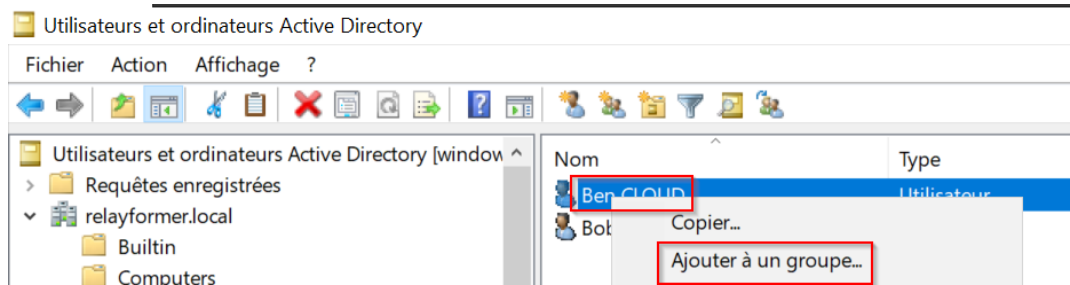 Utilisateurs et ordinateurs Active Directory
Fichier Action Affichage ?
Utilisateurs et ordinateurs Active Directory [window
Nom Type
Requêtes enregistrées
Ben CLOUD Utilisateur
relayformer.local
Bob
Copier...
Builtin
Ajouter à un groupe...
Computers